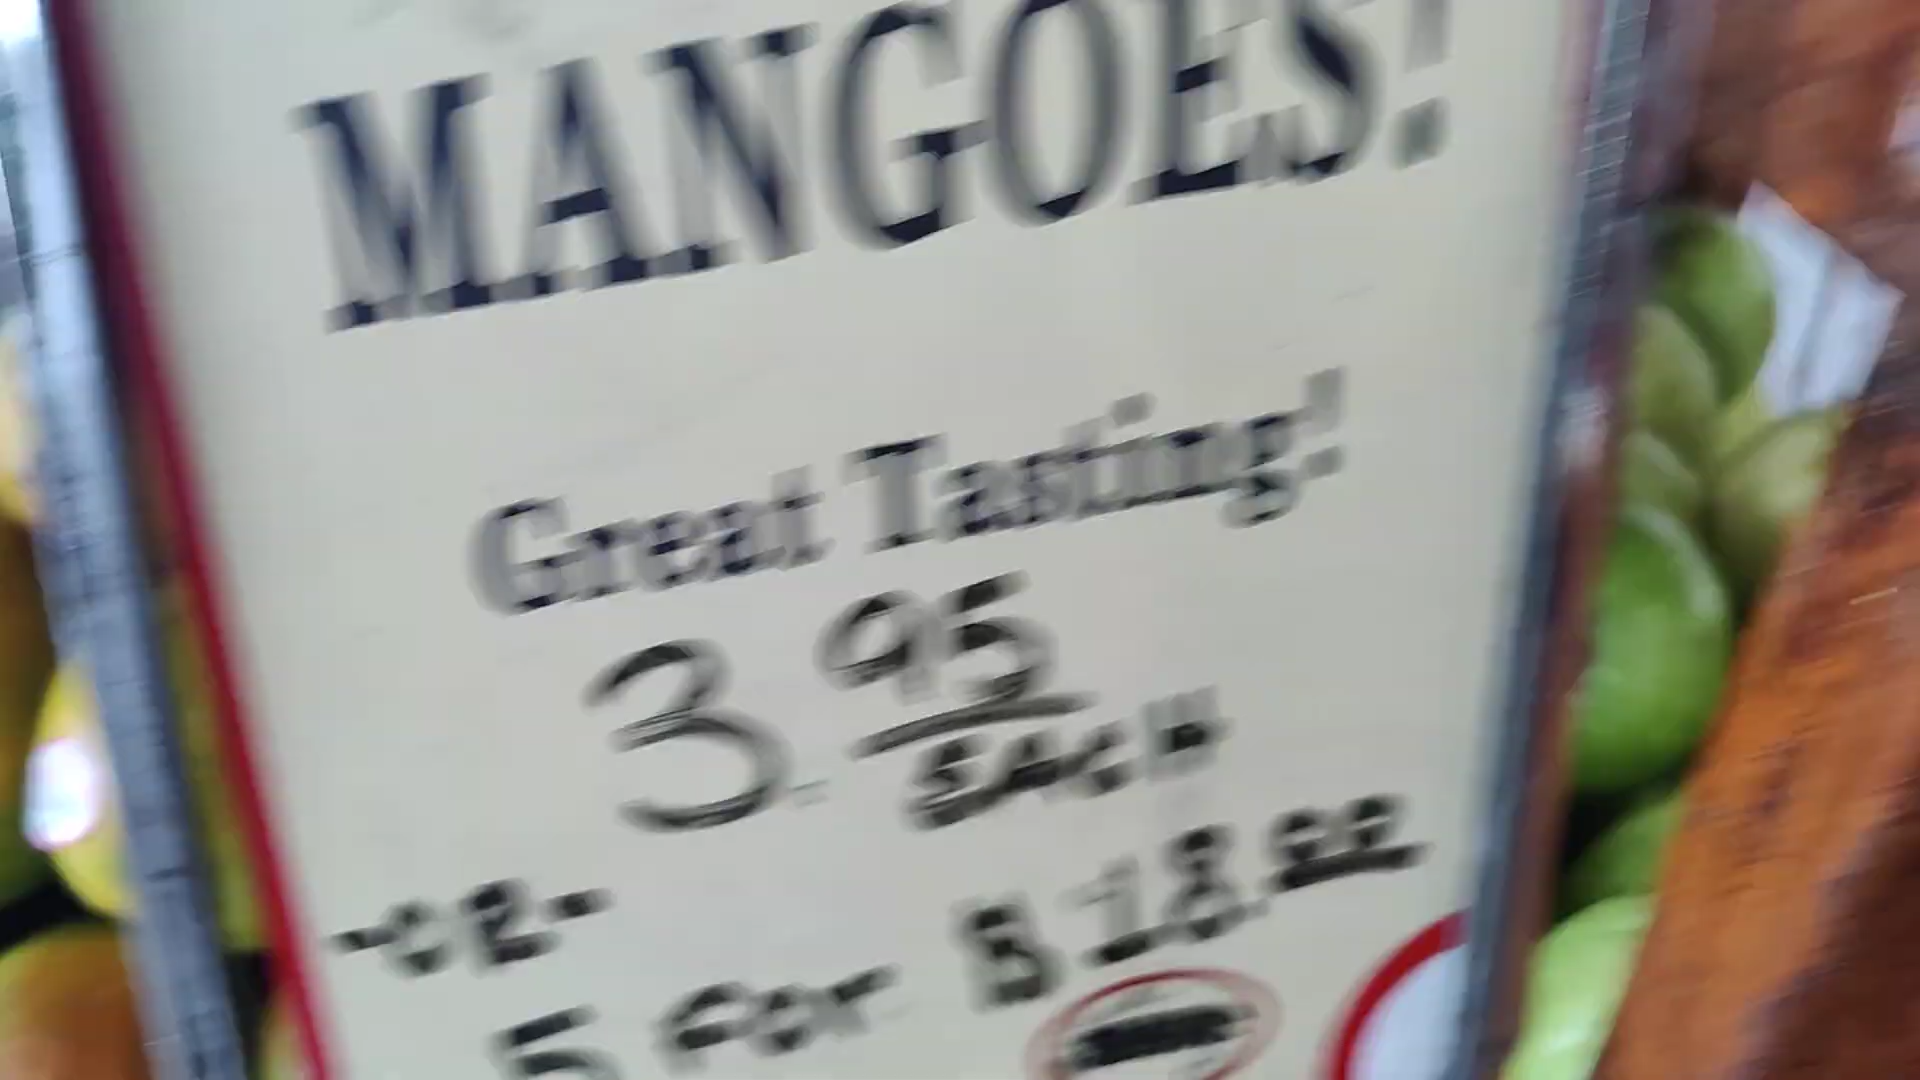 MANGOES!
Great Tasting!
3.95
EACH
-OR-
5 for $18.00